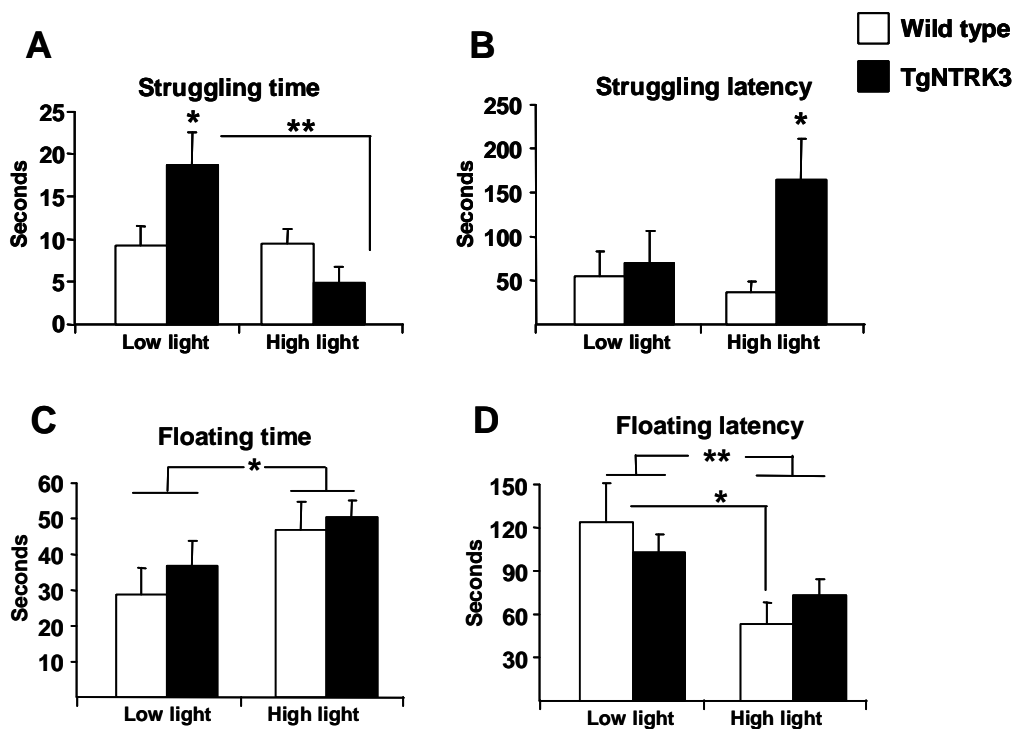 Wild type
TgNTRK3
A
Struggling time
25
20
15
10
5
0
Seconds
*
**
Low light
High light
B
Struggling latency
250
200
150
100
50
Seconds
*
Low light
High light
C
Floating time
60
50
40
30
20
10
Seconds
*
Low light
High light
D
Floating latency
150
120
90
60
30
Seconds
**
*
Low light
High light